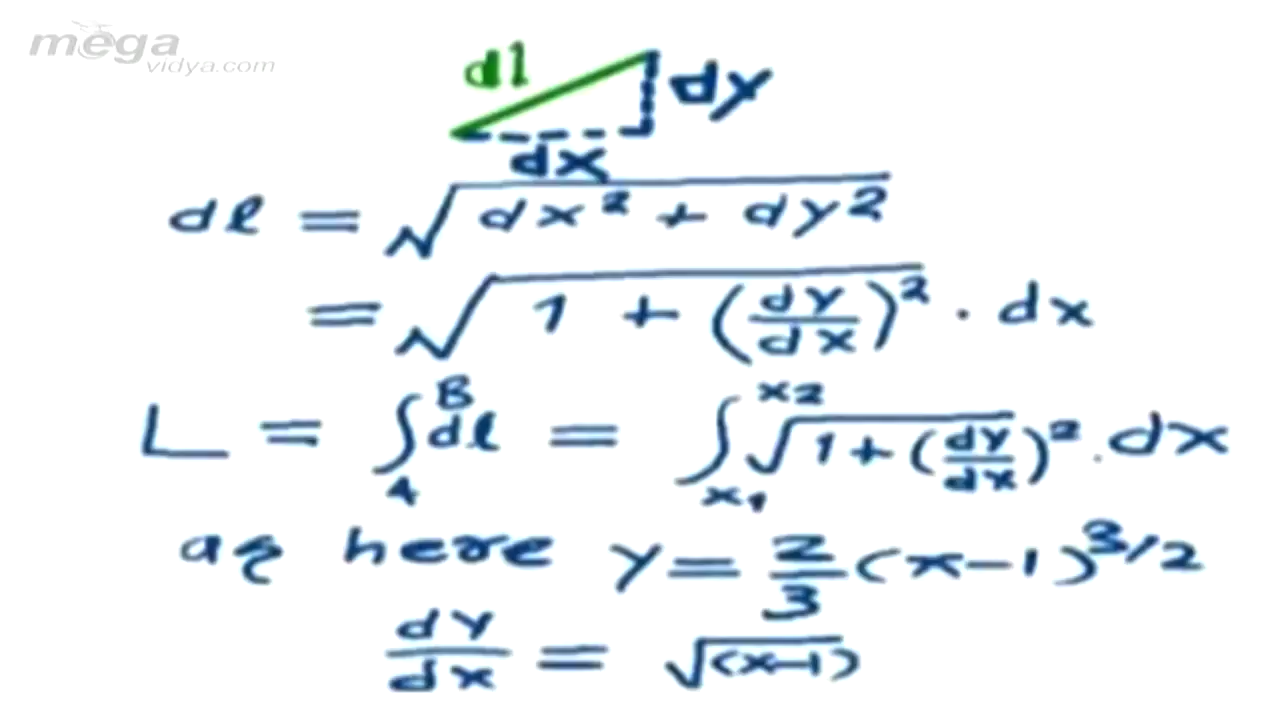 mega
vidya.com
dl
dy
dx
dl = √(dx² + dy²)
= √(1 + (dy/dx)²) . dx
L = ∫_A^B dl = ∫_x1^x2 √(1 + (dy/dx)²) . dx
as here y = 2/3 (x-1)^3/2
dy/dx = √(x-1)